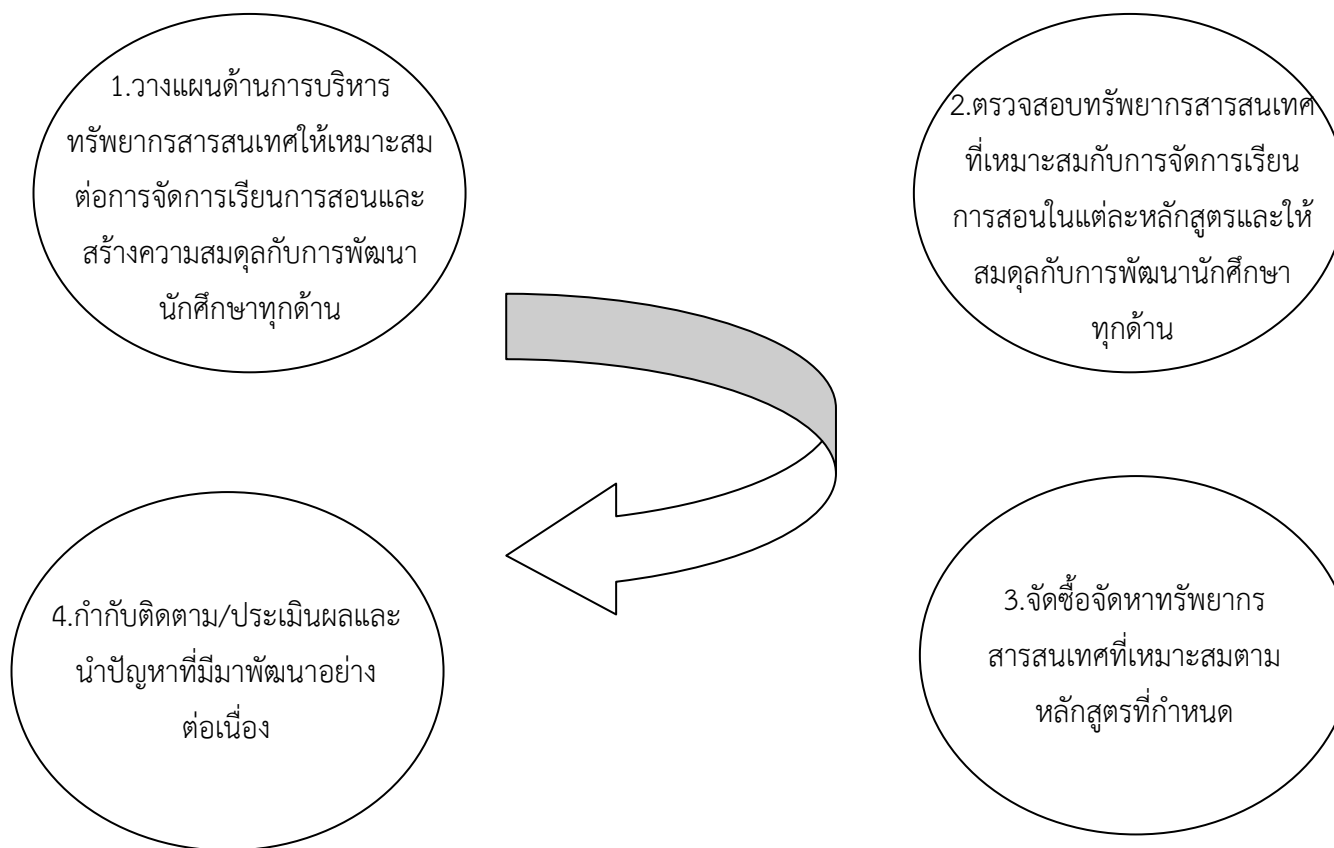 1.วางแผนด้านการบริหาร
ทรัพยากรสารสนเทศให้เหมาะสม
ต่อการจัดการเรียนการสอนและ
สร้างความสมดุลกับการพัฒนา
นักศึกษาทุกด้าน
2.ตรวจสอบทรัพยากรสารสนเทศ
ที่เหมาะสมกับการจัดการเรียน
การสอนในแต่ละหลักสูตรและให้
สมดุลกับการพัฒนานักศึกษา
ทุกด้าน
3.จัดซื้อจัดหาทรัพยากร
สารสนเทศที่เหมาะสมตาม
หลักสูตรที่กำหนด
4.กำกับติดตาม/ประเมินผลและ
นำปัญหาที่มีมาพัฒนาอย่าง
ต่อเนื่อง